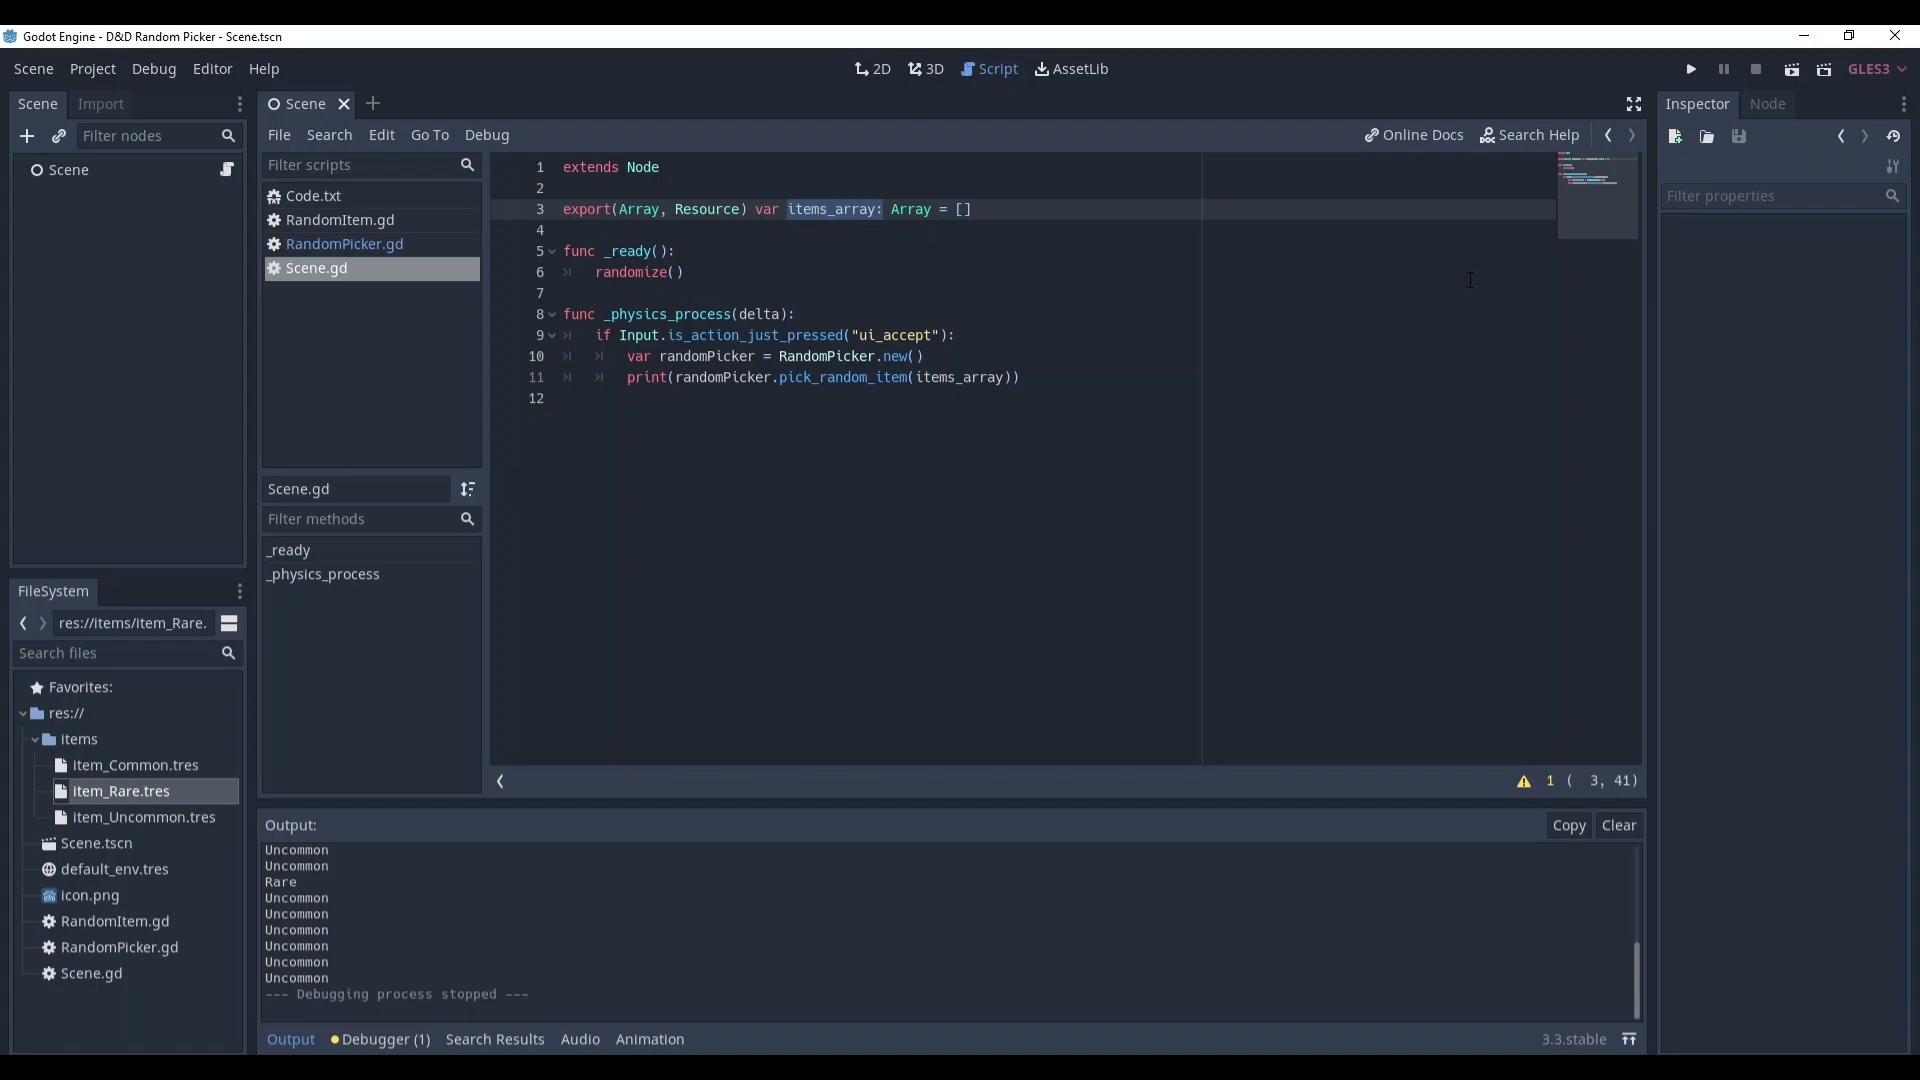 Godot Engine - D&D Random Picker - Scene.tscn
Scene Project Debug Editor Help
2D 3D Script AssetLib
GLES3
Scene Import
Filter nodes
Scene
Scene
File Search Edit Go To Debug
Online Docs Search Help
Filter scripts
Code.txt
RandomItem.gd
RandomPicker.gd
Scene.gd
Scene.gd
Filter methods
_ready
_physics_process
1 extends Node
2
3 export(Array, Resource) var items_array: Array = []
4
5 func _ready():
6 randomize()
7
8 func _physics_process(delta):
9 if Input.is_action_just_pressed("ui_accept"):
10 var randomPicker = RandomPicker.new()
11 print(randomPicker.pick_random_item(items_array))
12
1 ( 3, 41)
Inspector Node
Filter properties
FileSystem
res://items/item_Rare.
Search files
Favorites:
res://
items
item_Common.tres
item_Rare.tres
item_Uncommon.tres
Scene.tscn
default_env.tres
icon.png
RandomItem.gd
RandomPicker.gd
Scene.gd
Output:
Copy Clear
Uncommon
Uncommon
Rare
Uncommon
Uncommon
Uncommon
Uncommon
Uncommon
Uncommon
--- Debugging process stopped ---
Output Debugger (1) Search Results Audio Animation
3.3.stable